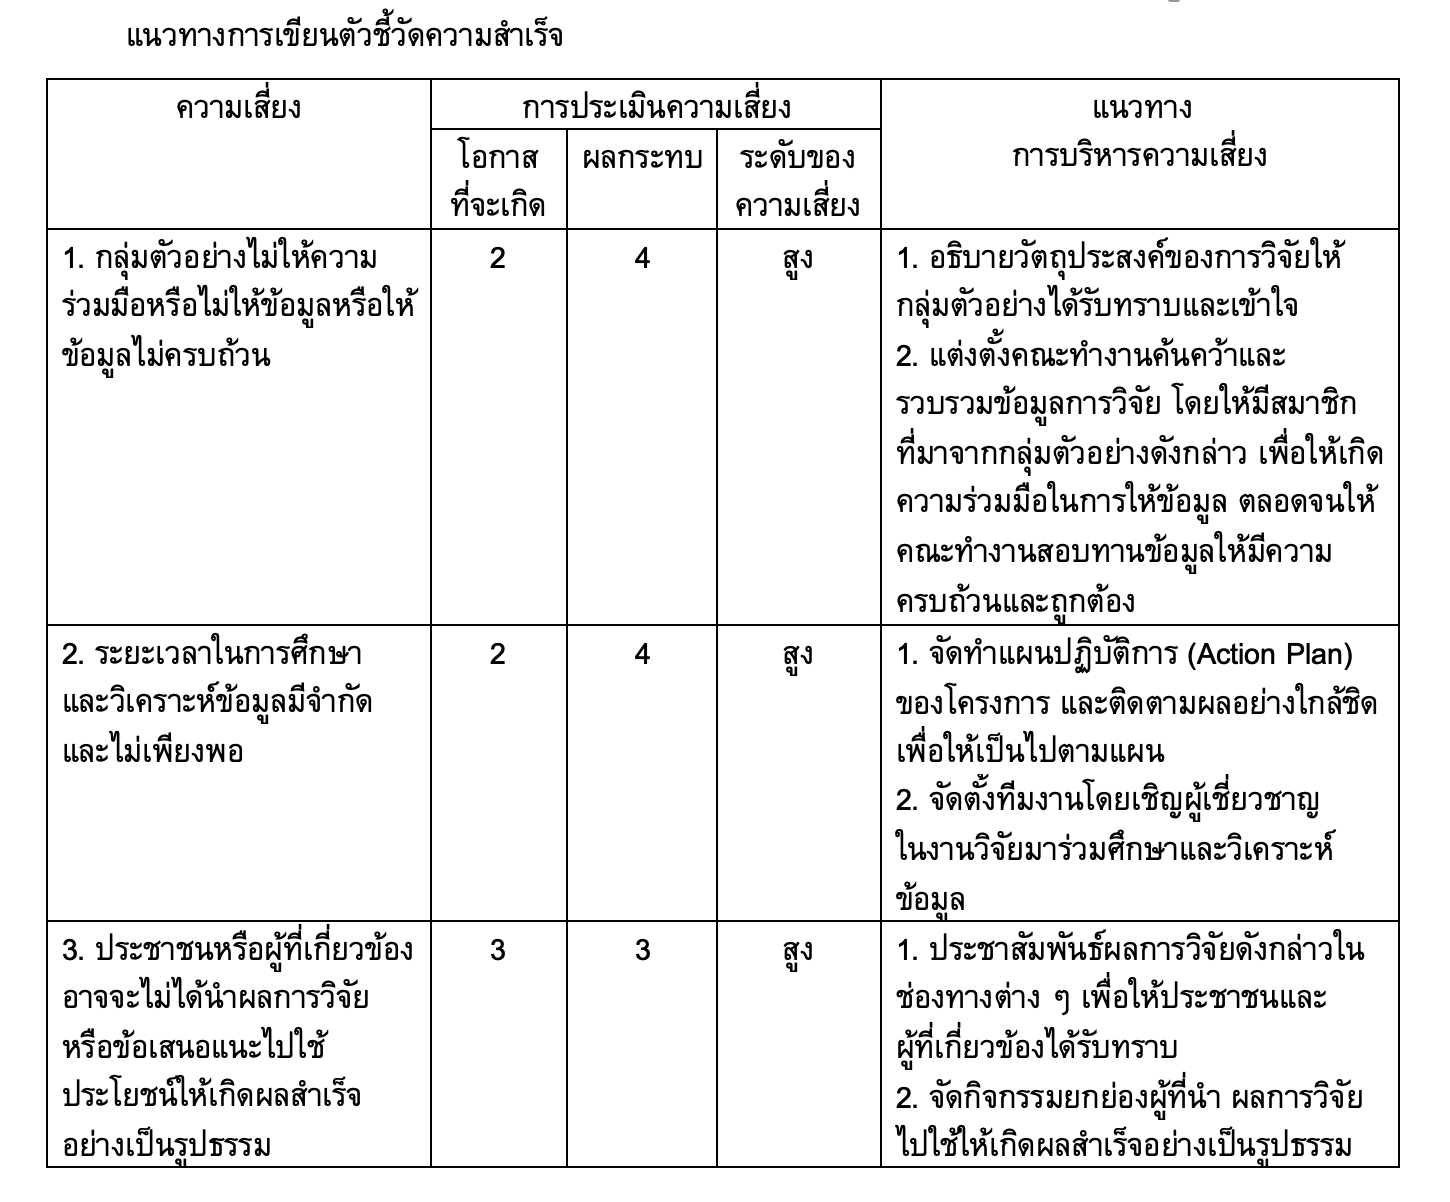 แนวทางการเขียนตัวชี้วัดความสำเร็จ
ความเสี่ยง
การประเมินความเสี่ยง
แนวทาง
การบริหารความเสี่ยง
โอกาส
ที่จะเกิด
ผลกระทบ
ระดับของ
ความเสี่ยง
1. กลุ่มตัวอย่างไม่ให้ความ
ร่วมมือหรือไม่ให้ข้อมูลหรือให้
ข้อมูลไม่ครบถ้วน
2
4
สูง
1. อธิบายวัตถุประสงค์ของการวิจัยให้
กลุ่มตัวอย่างได้รับทราบและเข้าใจ
2. แต่งตั้งคณะทำงานค้นคว้าและ
รวบรวมข้อมูลการวิจัย โดยให้มีสมาชิก
ที่มาจากกลุ่มตัวอย่างดังกล่าว เพื่อให้เกิด
ความร่วมมือในการให้ข้อมูล ตลอดจนให้
คณะทำงานสอบทานข้อมูลให้มีความ
ครบถ้วนและถูกต้อง
2. ระยะเวลาในการศึกษา
และวิเคราะห์ข้อมูลมีจำกัด
และไม่เพียงพอ
2
4
สูง
1. จัดทำแผนปฏิบัติการ (Action Plan)
ของโครงการ และติดตามผลอย่างใกล้ชิด
เพื่อให้เป็นไปตามแผน
2. จัดตั้งทีมงานโดยเชิญผู้เชี่ยวชาญ
ในงานวิจัยมาร่วมศึกษาและวิเคราะห์
ข้อมูล
3. ประชาชนหรือผู้ที่เกี่ยวข้อง
อาจจะไม่ได้นำผลการวิจัย
หรือข้อเสนอแนะไปใช้
ประโยชน์ให้เกิดผลสำเร็จ
อย่างเป็นรูปธรรม
3
3
สูง
1. ประชาสัมพันธ์ผลการวิจัยดังกล่าวใน
ช่องทางต่าง ๆ เพื่อให้ประชาชนและ
ผู้ที่เกี่ยวข้องได้รับทราบ
2. จัดกิจกรรมยกย่องผู้ที่นำ ผลการวิจัย
ไปใช้ให้เกิดผลสำเร็จอย่างเป็นรูปธรรม